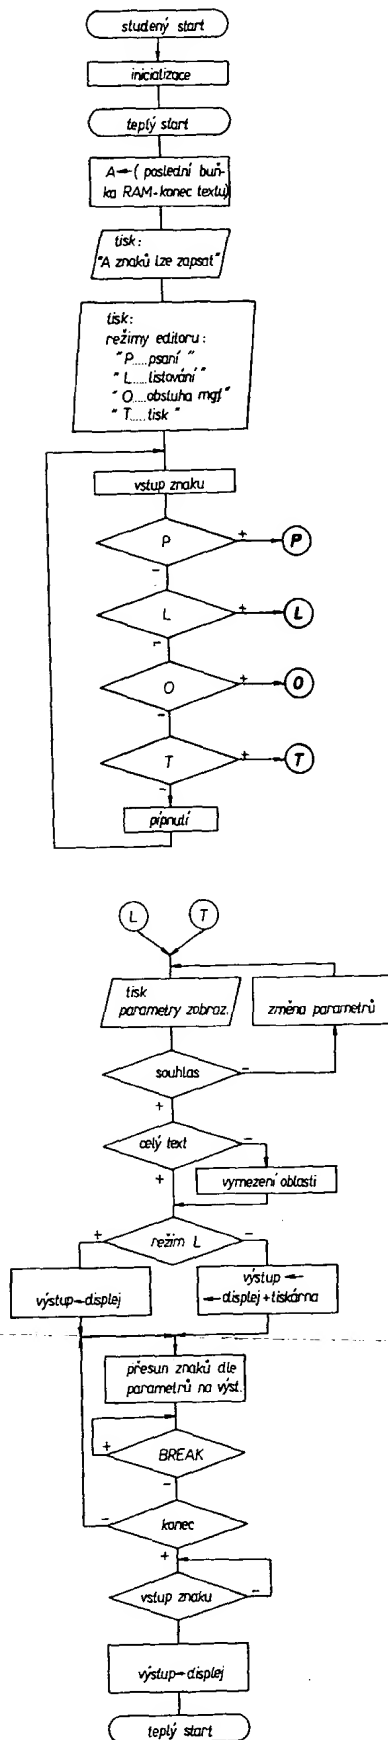 studený start
inicializace
teplý start
A←( poslední buň-
ka RAM-konec textu)
tisk:
"A znaků lze zapsat"
tisk:
režimy editoru:
"P.....psaní "
"L.....listování"
"O.....obsluha mgf."
"T.....tisk "
vstup znaku
P
+
P
−
L
+
L
−
O
+
O
−
T
+
T
−
pípnutí
L
T
tisk
parametry zobraz.
změna parametrů
souhlas
−
+
celý text
−
+
vymezení oblasti
+
režim L
−
výstup←displej
výstup ←
←displej+tiskárna
přesun znaků dle
parametrů na výst.
+
BREAK
−
−
konec
+
vstup znaku
−
výstup←displej
teplý start